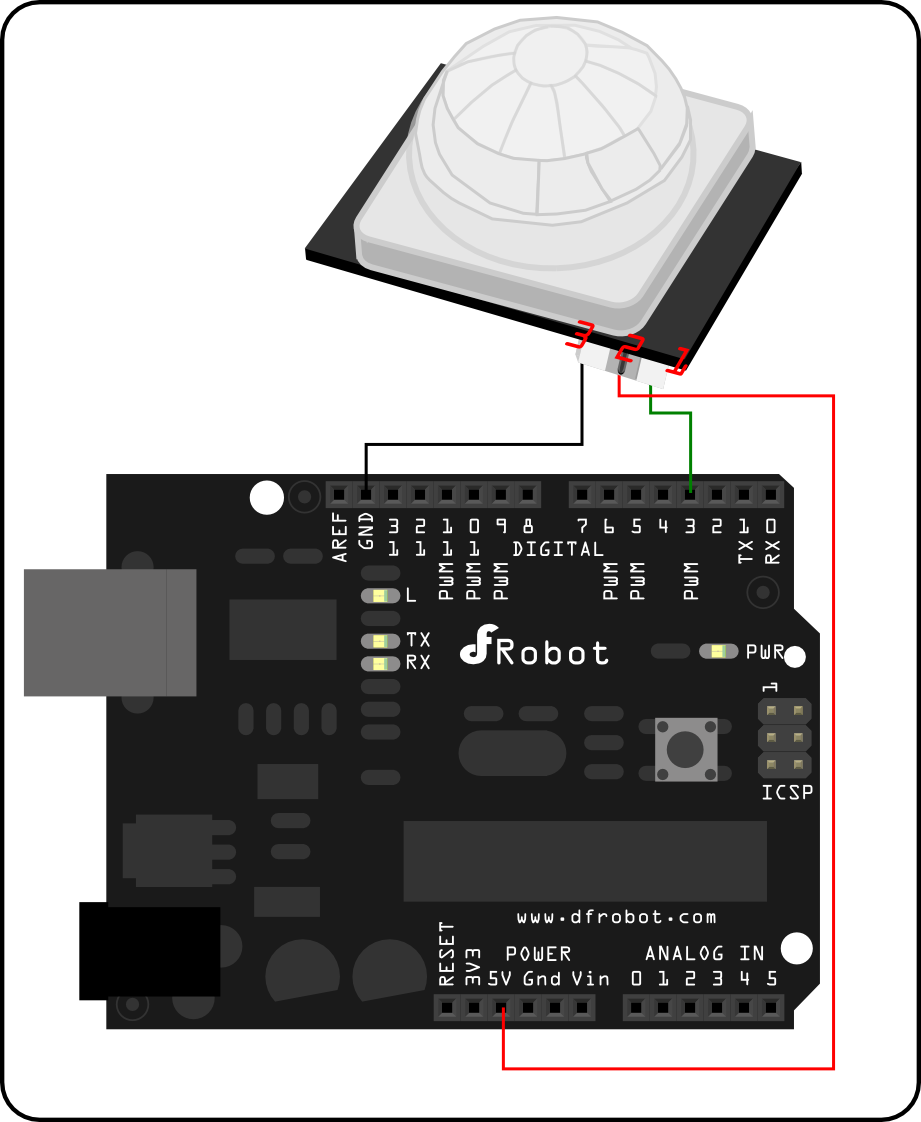 3 2 1
AREF GND 13 12 11 10 9 8 7 6 5 4 3 2 TX 1 RX 0
DIGITAL
PWM PWM PWM PWM PWM PWM
L
TX
RX
dfRobot
PWR
1
ICSP
www.dfrobot.com
POWER ANALOG IN
RESET 3V3 5V Gnd Vin 0 1 2 3 4 5